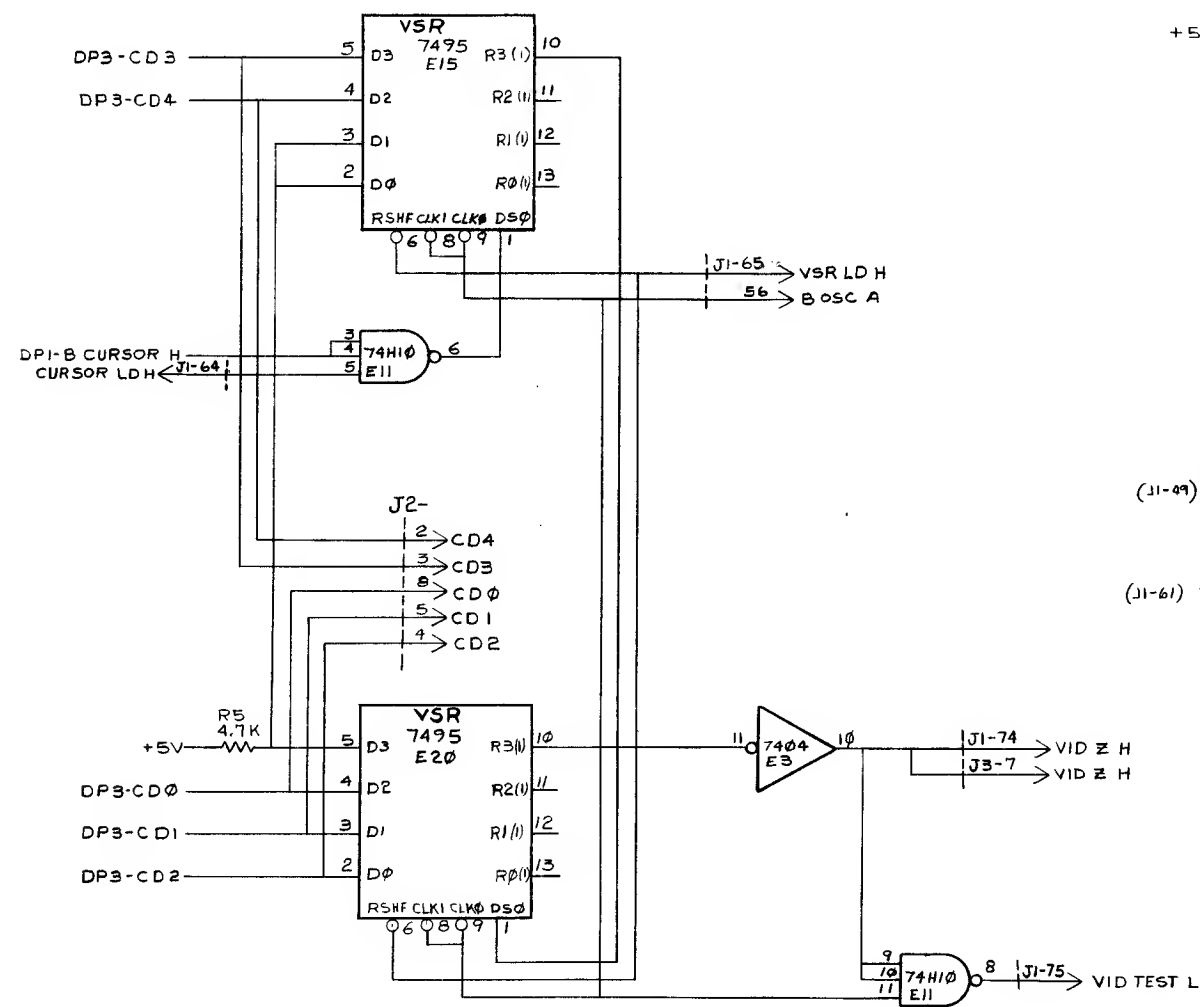 +5
VSR
7495
E15
DP3-CD3 5 D3 R3(1) 10
DP3-CD4 4 D2 R2(1) 11
3 D1 R1(1) 12
2 DØ RØ(1) 13
RSHF CLK1 CLKØ DSØ
6 8 9 1
J1-65 VSR LD H
56 B OSC A
DP1-B CURSOR H 3
4 74H1Ø 6
CURSOR LD H J1-64 5 E11
J2-
(J1-49)
2 CD4
3 CD3
8 CDØ
(J1-61)
5 CD1
4 CD2
R5
4.7K
VSR
7495
E2Ø
+5V 5 D3 R3(1) 1Ø
11 7404 1Ø
E3
J1-74 VID Z H
J3-7 VID Z H
DP3-CDØ 4 D2 R2(1) 11
DP3-CD1 3 D1 R1(1) 12
DP3-CD2 2 DØ RØ(1) 13
RSHF CLK1 CLKØ DSØ
6 8 9 1
9
1Ø 74H1Ø 8 J1-75 VID TEST L
11 E11